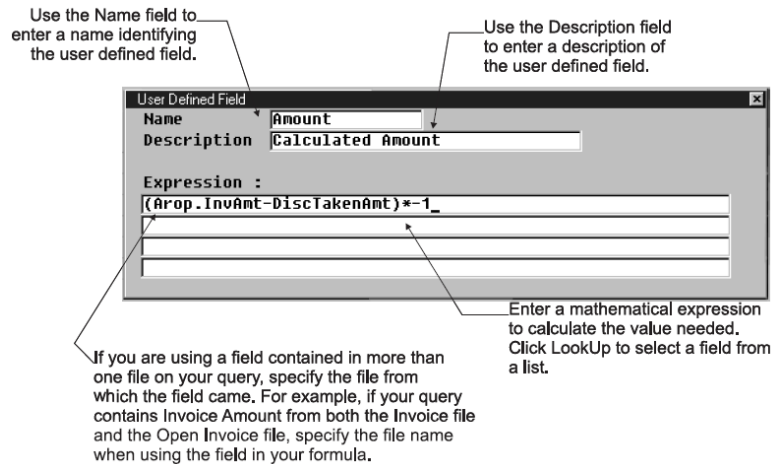 Use the Name field to
enter a name identifying
the user defined field.
Use the Description field
to enter a description of
the user defined field.
User Defined Field
Name Amount
Description Calculated Amount
Expression :
(Arop.InvAmt-DiscTakenAmt)*-1_
Enter a mathematical expression
to calculate the value needed.
Click LookUp to select a field from
a list.
If you are using a field contained in more than
one file on your query, specify the file from
which the field came. For example, if your query
contains Invoice Amount from both the Invoice file
and the Open Invoice file, specify the file name
when using the field in your formula.